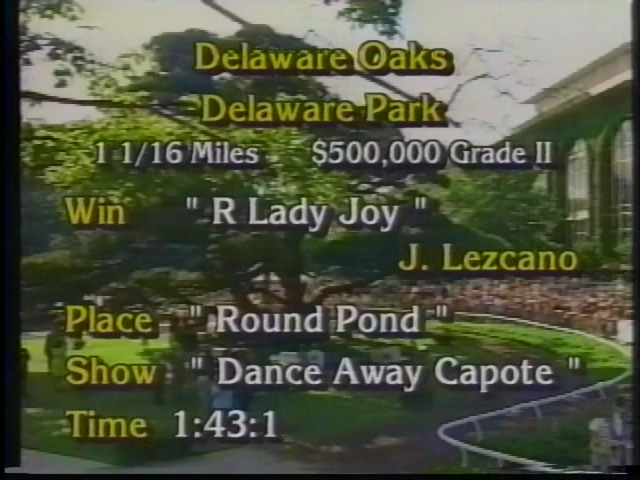 Delaware Oaks
Delaware Park
1 1/16 Miles $500,000 Grade II
Win " R Lady Joy "
J. Lezcano
Place " Round Pond "
Show " Dance Away Capote "
Time 1:43:1